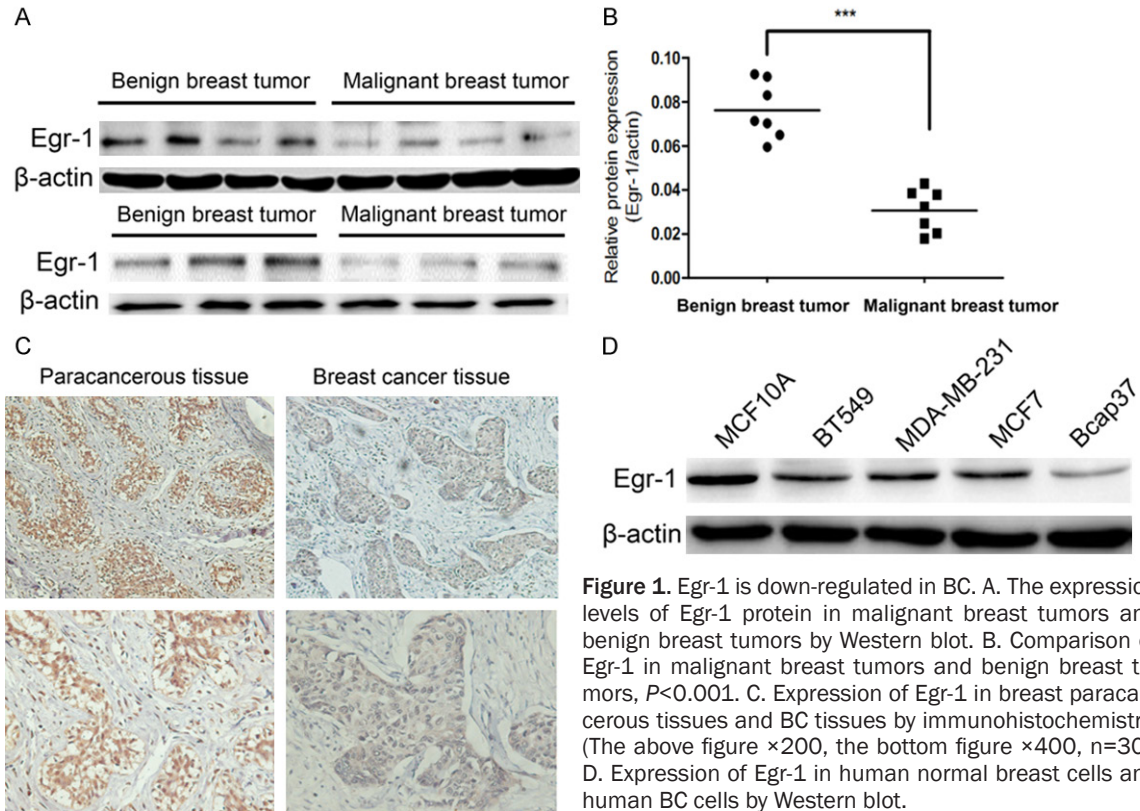 A
Benign breast tumor Malignant breast tumor
Egr-1
β-actin
Benign breast tumor Malignant breast tumor
Egr-1
β-actin
B
***
Relative protein expression
(Egr-1/actin)
0.10
0.08
0.06
0.04
0.02
0.00
Benign breast tumor Malignant breast tumor
C
Paracancerous tissue Breast cancer tissue
D
MCF10A BT549 MDA-MB-231 MCF7 Bcap37
Egr-1
β-actin
Figure 1. Egr-1 is down-regulated in BC. A. The expressio
levels of Egr-1 protein in malignant breast tumors an
benign breast tumors by Western blot. B. Comparison
Egr-1 in malignant breast tumors and benign breast tu-
mors, P<0.001. C. Expression of Egr-1 in breast paraca
cerous tissues and BC tissues by immunohistochemistr
(The above figure ×200, the bottom figure ×400, n=30
D. Expression of Egr-1 in human normal breast cells an
human BC cells by Western blot.